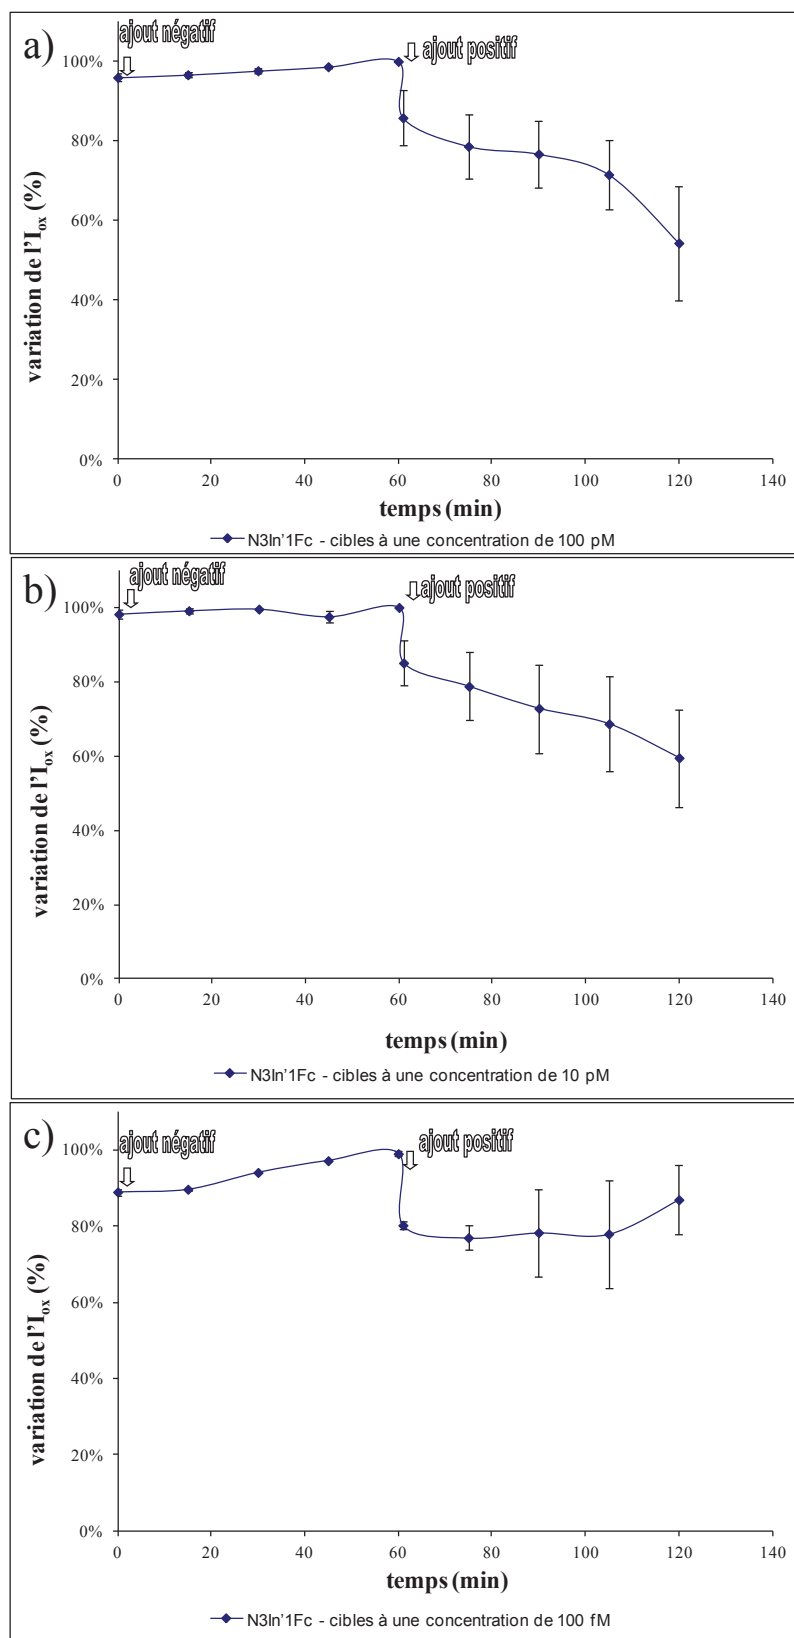 a)
ajout négatif
ajout positif
100%
80%
60%
40%
20%
0%
variation de l'Iox (%)
0 20 40 60 80 100 120 140
temps (min)
N3In'1Fc - cibles à une concentration de 100 pM
b)
ajout négatif
ajout positif
100%
80%
60%
40%
20%
0%
variation de l'Iox (%)
0 20 40 60 80 100 120 140
temps (min)
N3In'1Fc - cibles à une concentration de 10 pM
c)
ajout négatif
ajout positif
100%
80%
60%
40%
20%
0%
variation de l'Iox (%)
0 20 40 60 80 100 120 140
temps (min)
N3In'1Fc - cibles à une concentration de 100 fM